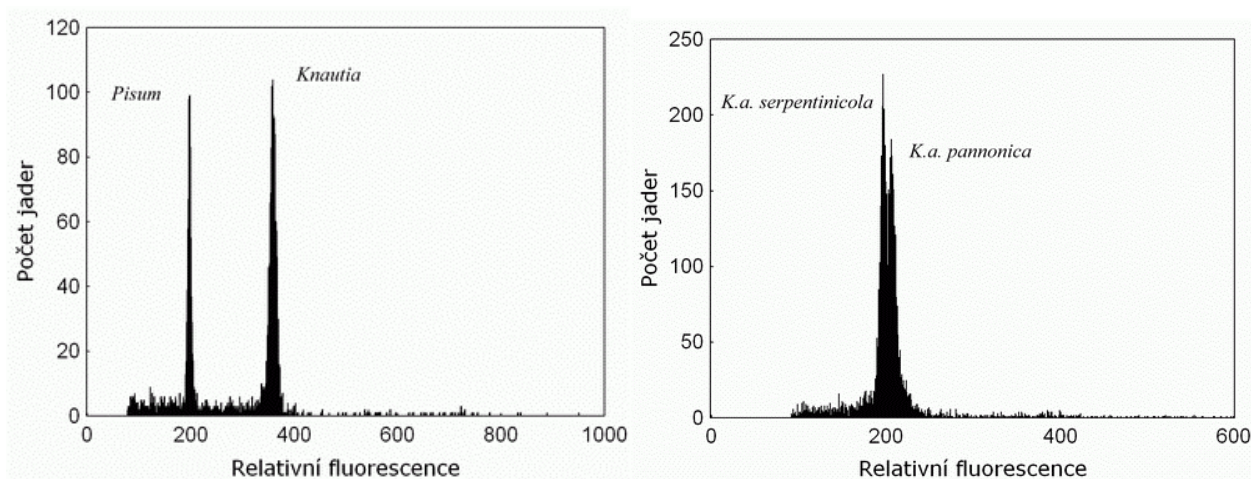 120
100
80
60
40
20
0
Počet jader
Pisum
Knautia
0 200 400 600 800 1000
Relativní fluorescence
250
200
150
100
50
0
Počet jader
K.a. serpentinicola
K.a. pannonica
0 200 400 600
Relativní fluorescence